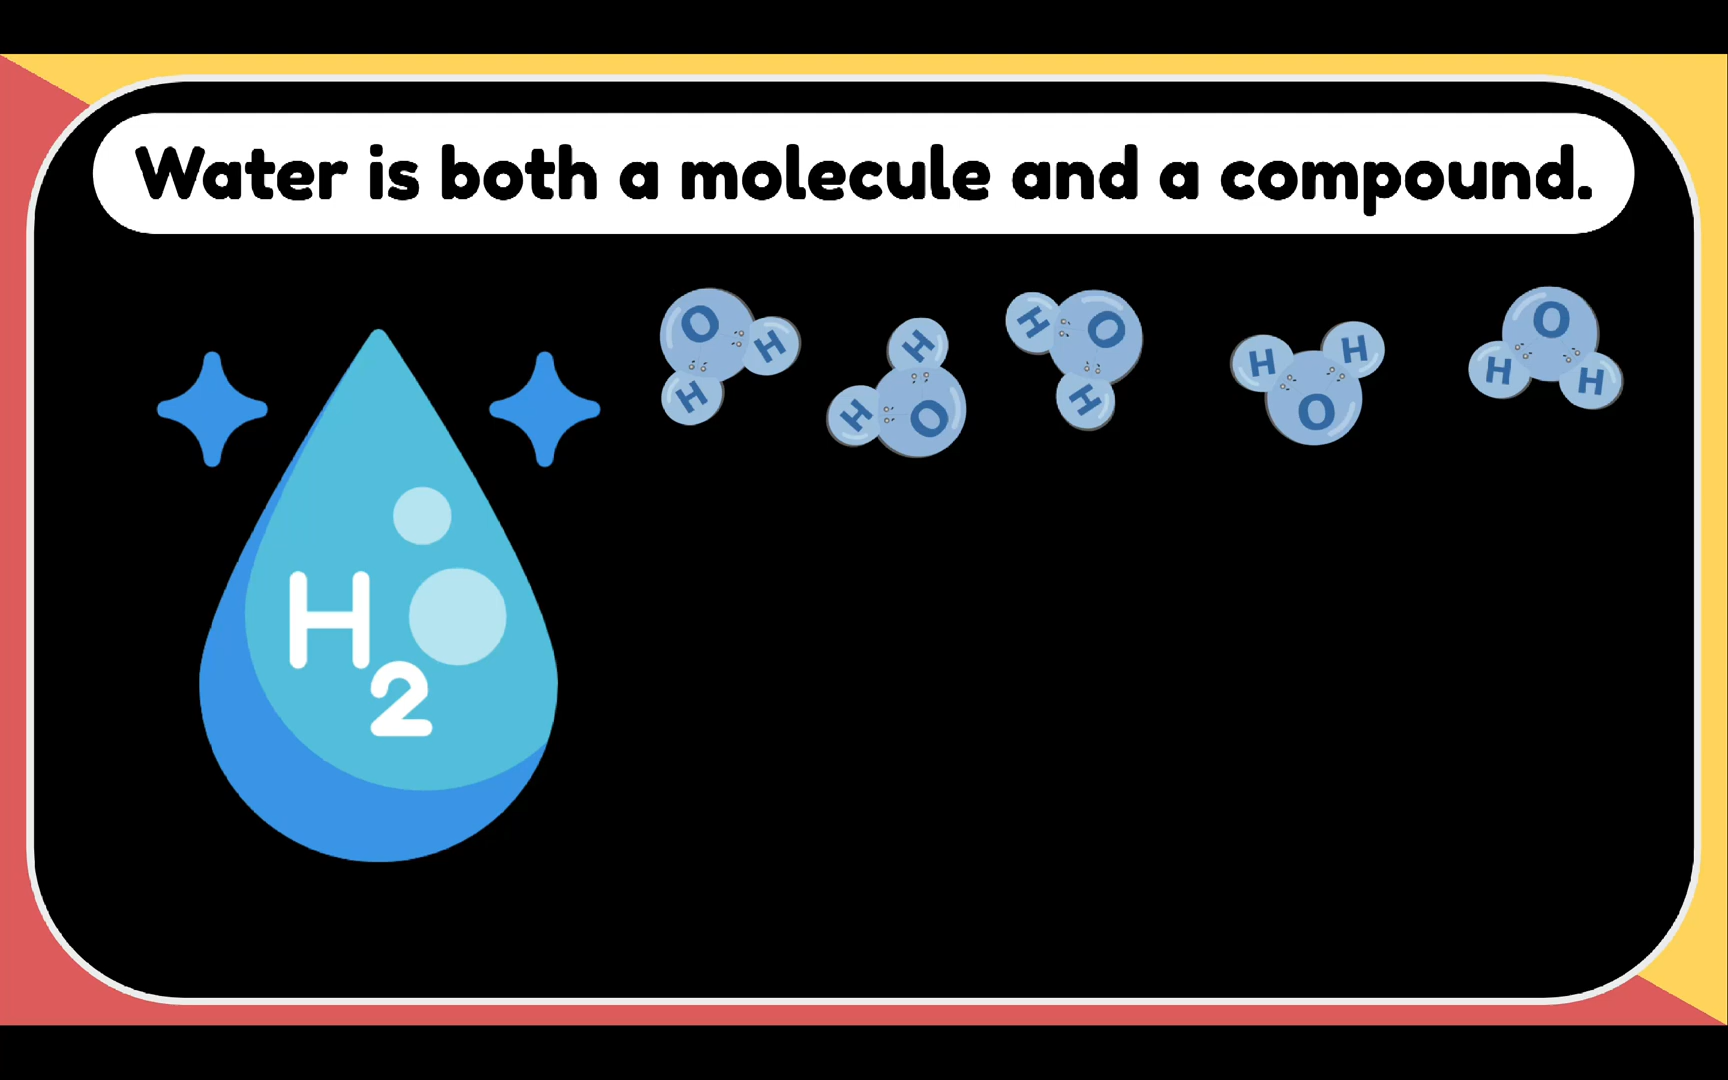 Water is both a molecule and a compound.
O H H
H H O
H O H
H H O
O H H
H2